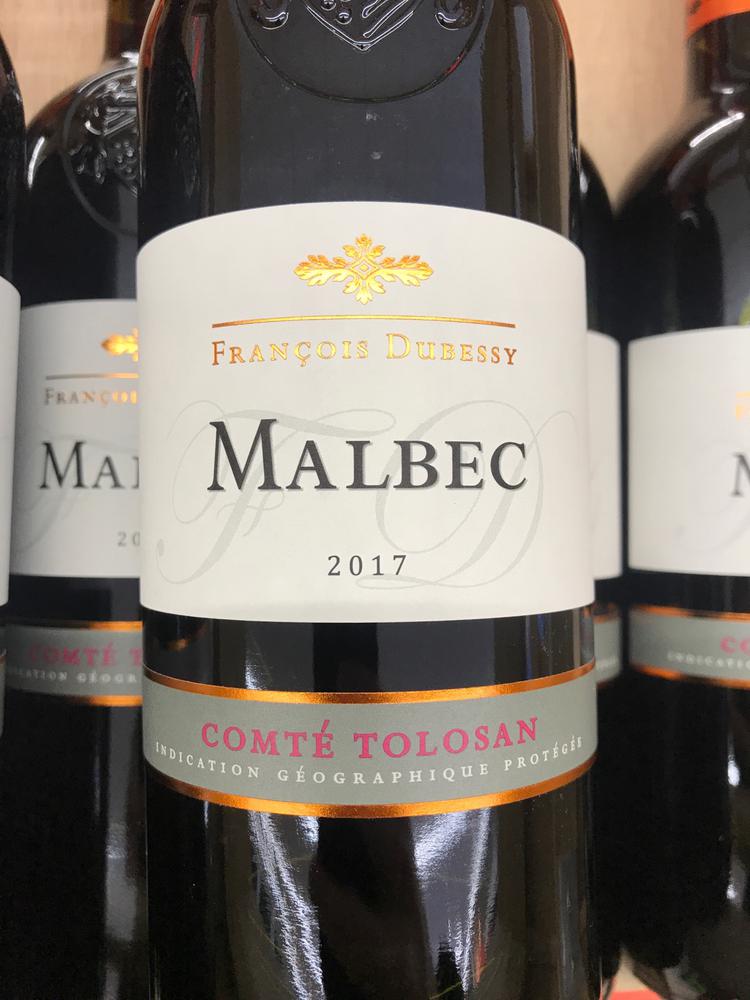 FRANÇOIS DUBESSY
MALBEC
2017
COMTÉ TOLOSAN
INDICATION GÉOGRAPHIQUE PROTÉGÉE